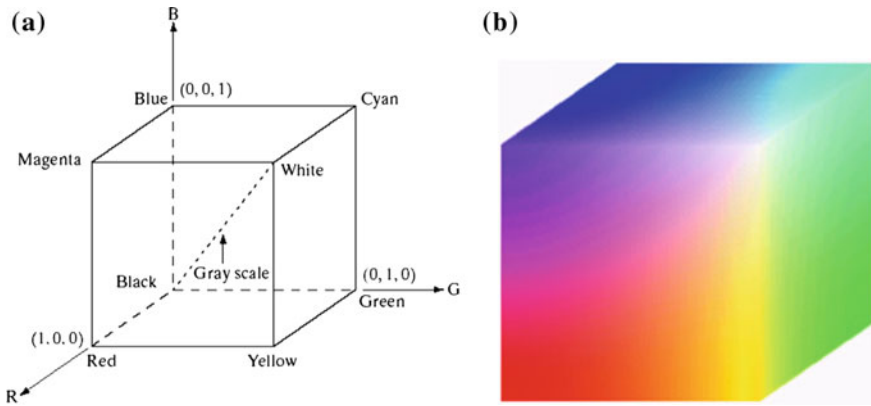 (a)
B
(b)
Blue
(0, 0, 1)
Cyan
Magenta
White
Black
Gray scale
(0, 1, 0)
Green
G
(1. 0. 0)
Red
Yellow
R